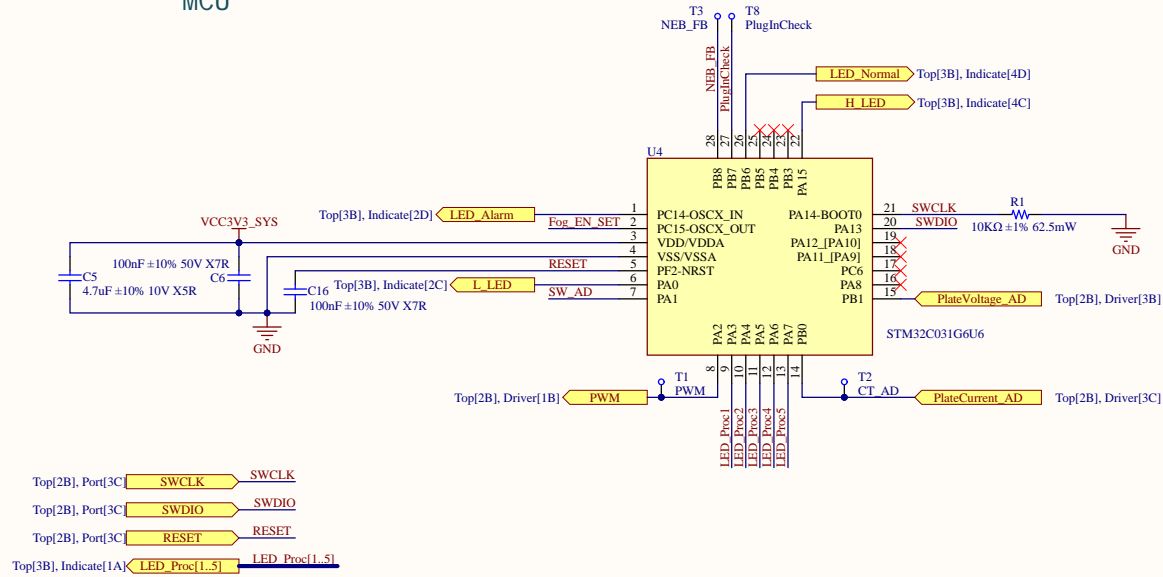 MCU
T3
NEB_FB
T8
PlugInCheck
NEB_FB
PlugInCheck
LED_Normal Top[3B], Indicate[4D]
H_LED Top[3B], Indicate[4C]
28
27
26
25
24
23
22
U4
PB8
PB7
PB6
PB5
PB4
PB3
PA15
VCC3V3_SYS
Top[3B], Indicate[2D] LED_Alarm 1 PC14-OSCX_IN
Fog_EN_SET 2 PC15-OSCX_OUT
3 VDD/VDDA
4 VSS/VSSA
RESET 5 PF2-NRST
Top[3B], Indicate[2C] L_LED 6 PA0
SW_AD 7 PA1
PA14-BOOT0 21 SWCLK
PA13 20 SWDIO
PA12_[PA10] 19
PA11_[PA9] 18
PC6 17
PA8 16
PB1 15 PlateVoltage_AD Top[2B], Driver[3B]
R1
10KΩ ±1% 62.5mW
GND
100nF ±10% 50V X7R
C5
C6
4.7uF ±10% 10V X5R
C16
100nF ±10% 50V X7R
GND
STM32C031G6U6
PA2
PA3
PA4
PA5
PA6
PA7
PB0
8
9
10
11
12
13
14
T1
PWM
Top[2B], Driver[1B] PWM
T2
CT_AD
PlateCurrent_AD Top[2B], Driver[3C]
LED_Proc1
LED_Proc2
LED_Proc3
LED_Proc4
LED_Proc5
Top[2B], Port[3C] SWCLK SWCLK
Top[2B], Port[3C] SWDIO SWDIO
Top[2B], Port[3C] RESET RESET
Top[3B], Indicate[1A] LED_Proc[1..5] LED_Proc[1..5]